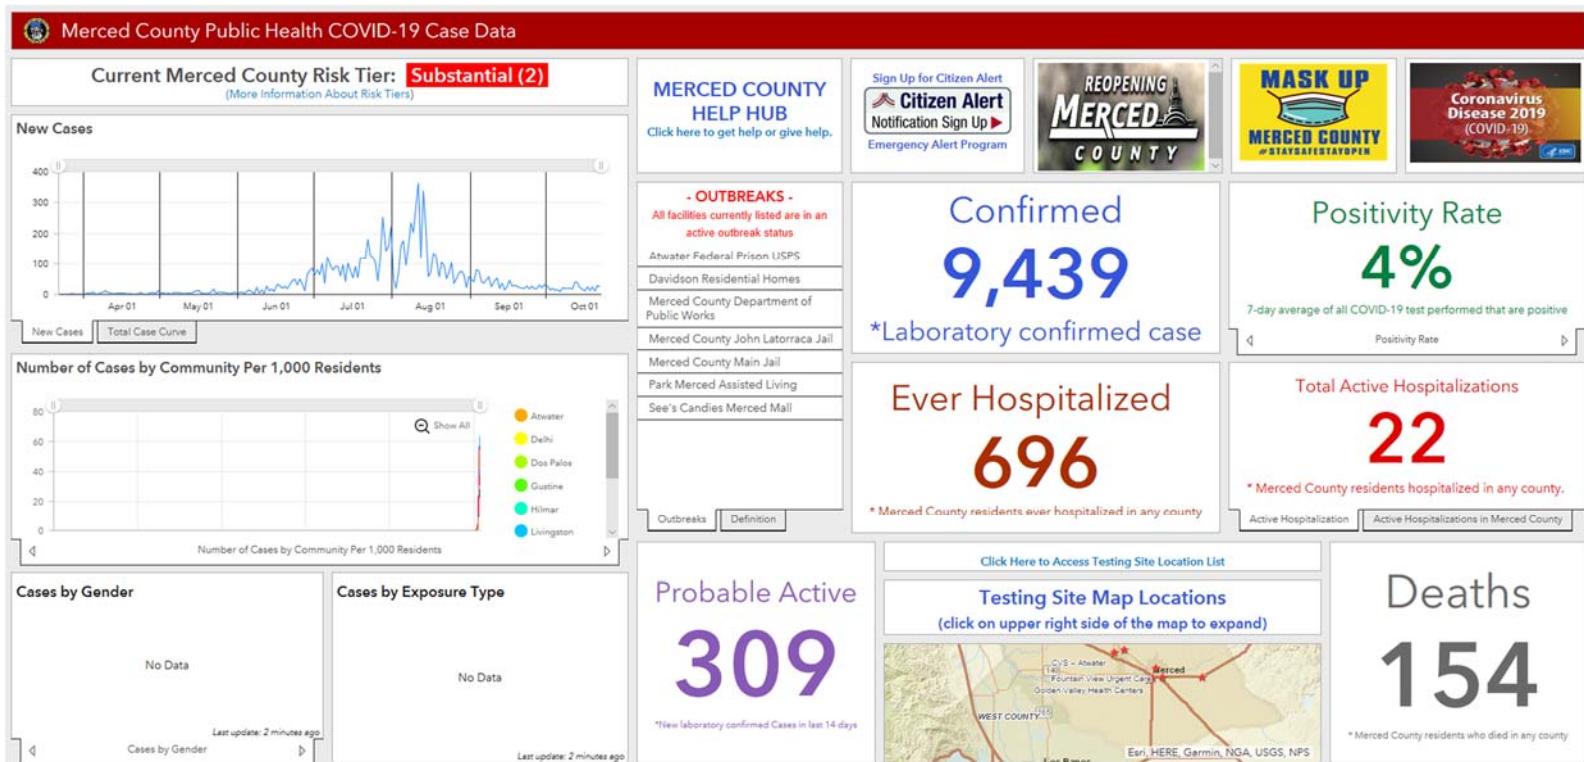 Merced County Public Health COVID-19 Case Data
Current Merced County Risk Tier: Substantial (2)
(More Information About Risk Tiers)
New Cases
400
300
200
100
0
Apr 01 May 01 Jun 01 Jul 01 Aug 01 Sep 01 Oct 01
New Cases Total Case Curve
Number of Cases by Community Per 1,000 Residents
80
60
40
20
0
Show All
Atwater
Delhi
Dos Palos
Gustine
Hilmar
Livingston
Number of Cases by Community Per 1,000 Residents
Cases by Gender
No Data
Last update: 2 minutes ago
Cases by Gender
Cases by Exposure Type
No Data
Last update: 2 minutes ago
MERCED COUNTY
HELP HUB
Click here to get help or give help.
Sign Up for Citizen Alert
Citizen Alert
Notification Sign Up
Emergency Alert Program
REOPENING
MERCED
COUNTY
MASK UP
MERCED COUNTY
#STAYSAFESTAYOPEN
Coronavirus
Disease 2019
(COVID-19)
CDC
- OUTBREAKS -
All facilities currently listed are in an
active outbreak status
Atwater Federal Prison USPS
Davidson Residential Homes
Merced County Department of
Public Works
Merced County John Latorraca Jail
Merced County Main Jail
Park Merced Assisted Living
See's Candies Merced Mall
Outbreaks Definition
Confirmed
9,439
*Laboratory confirmed case
Positivity Rate
4%
7-day average of all COVID-19 test performed that are positive
Positivity Rate
Ever Hospitalized
696
* Merced County residents ever hospitalized in any county
Total Active Hospitalizations
22
* Merced County residents hospitalized in any county.
Active Hospitalization Active Hospitalizations in Merced County
Probable Active
309
*New laboratory confirmed Cases in last 14 days
Click Here to Access Testing Site Location List
Testing Site Map Locations
(click on upper right side of the map to expand)
CVS - Atwater
Merced
140
Fountain View Urgent Care
Golden Valley Health Centers
WEST COUNTY
165
Los Banos
Esri, HERE, Garmin, NGA, USGS, NPS
Deaths
154
* Merced County residents who died in any county